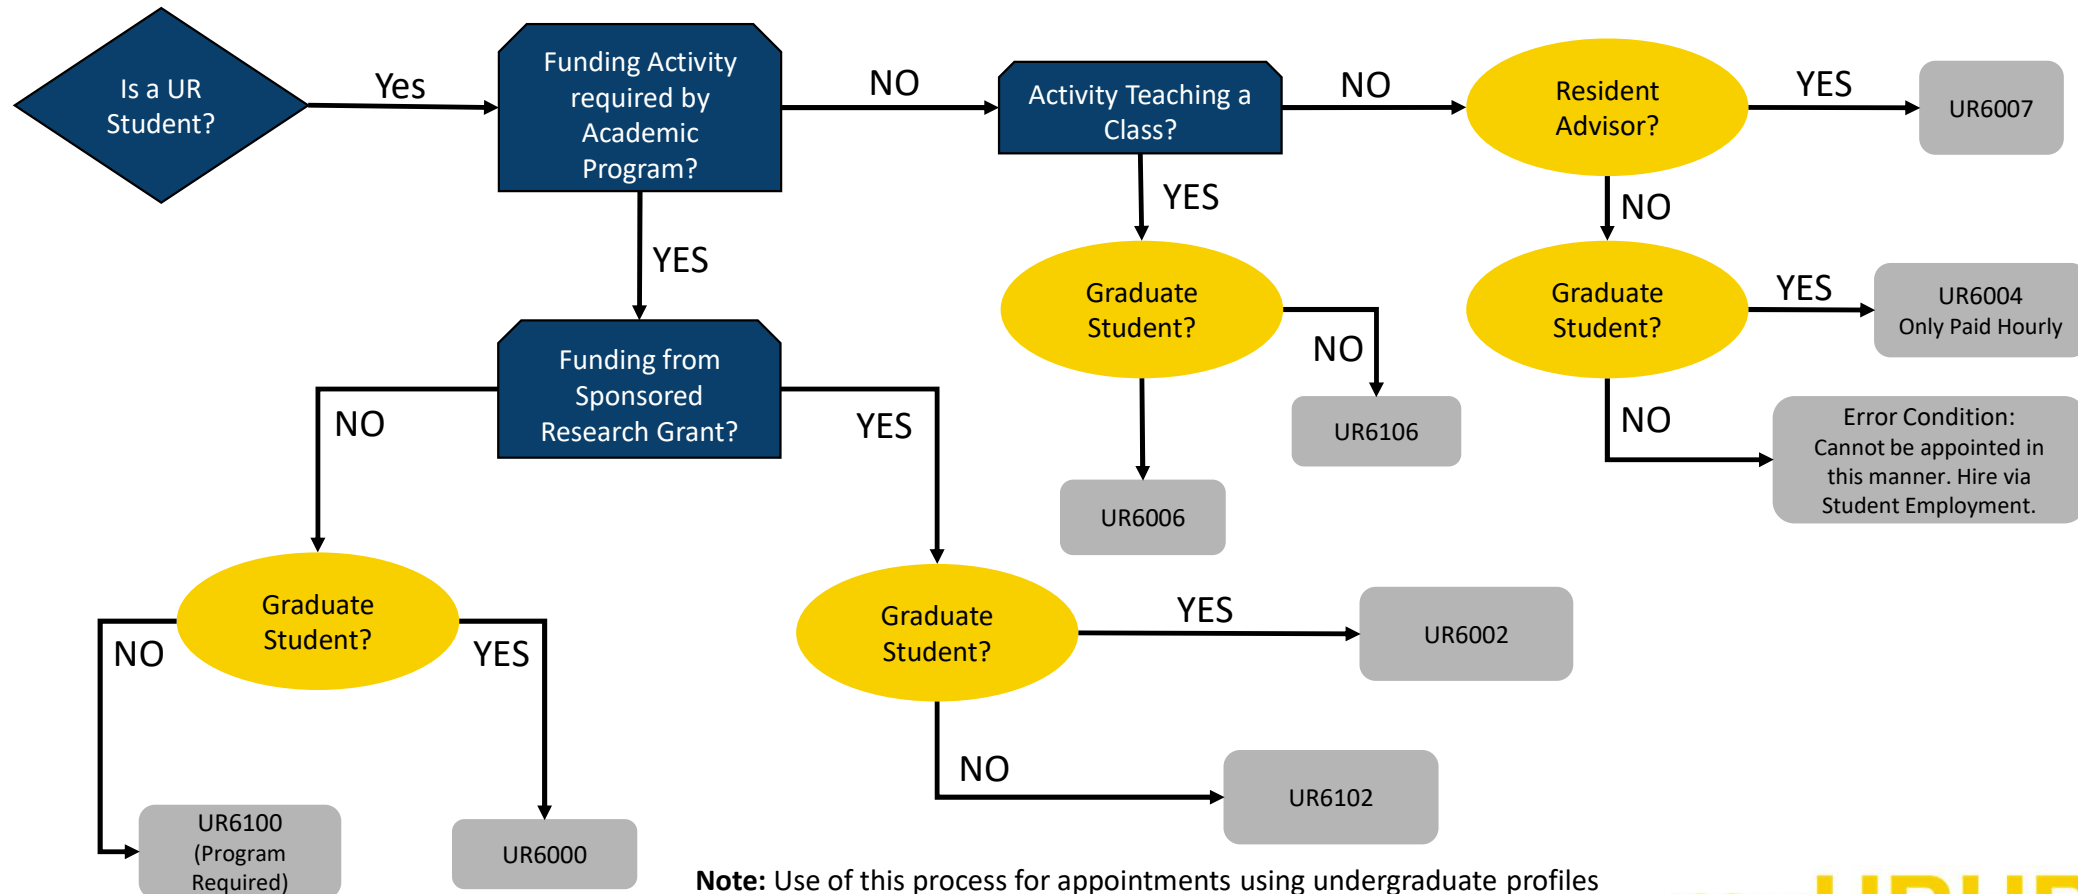 Is a UR
Student?
Yes
Funding Activity
required by
Academic
Program?
NO
Activity Teaching a
Class?
NO
Resident
Advisor?
YES
UR6007
YES
YES
NO
Graduate
Student?
NO
UR6106
UR6006
Graduate
Student?
YES
UR6004
Only Paid Hourly
NO
Error Condition:
Cannot be appointed in
this manner. Hire via
Student Employment.
Funding from
Sponsored
Research Grant?
NO
YES
Graduate
Student?
NO
YES
UR6100
(Program
Required)
UR6000
Graduate
Student?
YES
UR6002
NO
UR6102
Note: Use of this process for appointments using undergraduate profiles